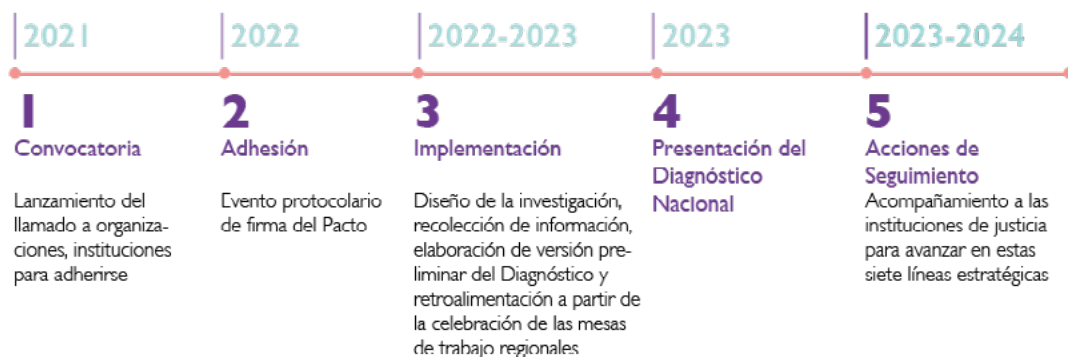 2021
1
Convocatoria
Lanzamiento del
llamado a organiza-
ciones, instituciones
para adherirse
2022
2
Adhesión
Evento protocolario
de firma del Pacto
2022-2023
3
Implementación
Diseño de la investigación,
recolección de información,
elaboración de versión pre-
liminar del Diagnóstico y
retroalimentación a partir de
la celebración de las mesas
de trabajo regionales
2023
4
Presentación del
Diagnóstico
Nacional
2023-2024
5
Acciones de
Seguimiento
Acompañamiento a las
instituciones de justicia
para avanzar en estas
siete líneas estratégicas